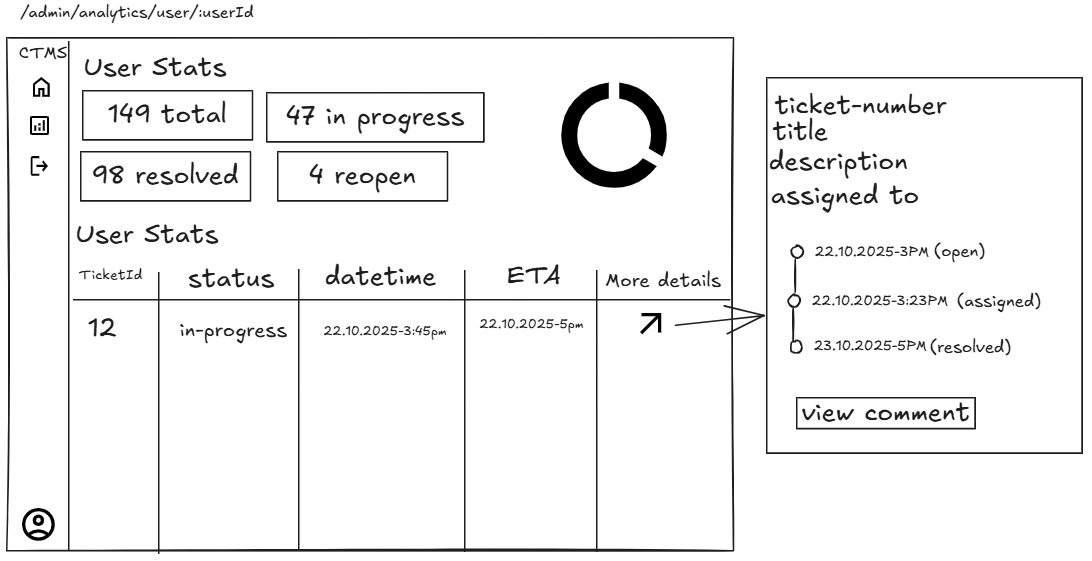 /admin/analytics/user/:userId
CTMS
User Stats
149 total
47 in progress
98 resolved
4 reopen
User Stats
TicketId status datetime ETA More details
12 in-progress 22.10.2025-3:45pm 22.10.2025-5pm
ticket-number
title
description
assigned to
22.10.2025-3PM (open)
22.10.2025-3:23PM (assigned)
23.10.2025-5PM (resolved)
view comment